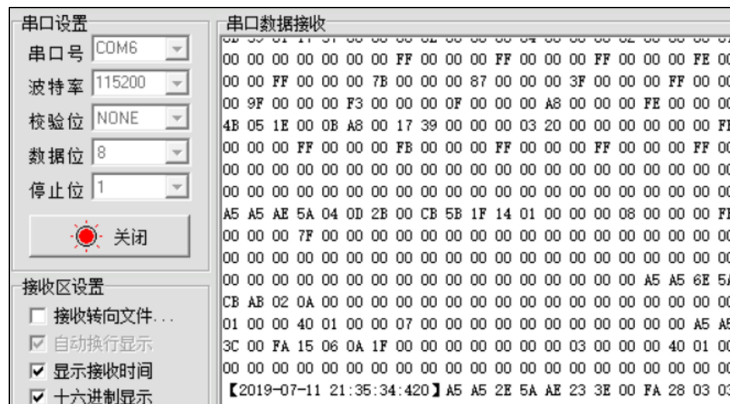 串口设置
串口号 COM6
波特率 115200
校验位 NONE
数据位 8
停止位 1
关闭
接收区设置
接收转向文件...
自动换行显示
显示接收时间
十六进制显示
串口数据接收
00 00 00 00 00 00 00 FF 00 00 00 FF 00 00 00 FF 00 00 00 FE
00 00 FF 00 00 00 7B 00 00 00 87 00 00 00 3F 00 00 00 FF 00
00 9F 00 00 00 F3 00 00 00 0F 00 00 00 A8 00 00 00 FE 00 00
4B 05 1E 00 0B A8 00 17 39 00 00 00 03 20 00 00 00 00 00 00
00 00 00 FF 00 00 00 FB 00 00 00 FF 00 00 00 FF 00 00 00 FF
00 00 00 00 00 00 00 00 00 00 00 00 00 00 00 00 00 00 00 00
00 00 00 00 00 00 00 00 00 00 00 00 00 00 00 00 00 00 00 00
A5 A5 AE 5A 04 0D 2B 00 CB 5B 1F 14 01 00 00 00 08 00 00 00
00 00 00 7F 00 00 00 00 00 00 00 00 00 00 00 00 00 00 00 00
00 00 00 00 00 00 00 00 00 00 00 00 00 00 00 00 00 00 00 00
00 00 00 00 00 00 00 00 00 00 00 00 00 00 00 00 00 A5 A5 6E
CB AB 02 0A 00 00 00 00 00 00 00 00 00 00 00 00 00 00 00 00
01 00 00 40 01 00 00 07 00 00 00 00 00 00 00 00 00 00 00 A5
3C 00 FA 15 06 0A 1F 00 00 00 00 00 00 00 03 00 00 00 40 01
00 00 00 00 00 00 00 00 00 00 00 00 00 00 00 00 00 00 00 00
【2019-07-11 21:35:34:420】A5 A5 2E 5A AE 23 3E 00 FA 28 03